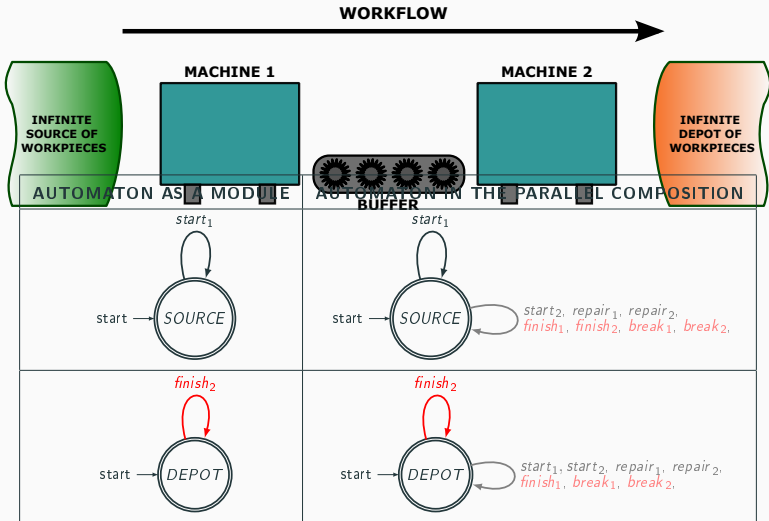 WORKFLOW
MACHINE 1
MACHINE 2
INFINITE
SOURCE OF
WORKPIECES
INFINITE
DEPOT OF
WORKPIECES
BUFFER
AUTOMATON AS A MODULE
AUTOMATON IN THE PARALLEL COMPOSITION
start₁
start
SOURCE
start₁
start
SOURCE
start₂, repair₁, repair₂,
finish₁, finish₂, break₁, break₂,
finish₂
start
DEPOT
finish₂
start
DEPOT
start₁, start₂, repair₁, repair₂,
finish₁, break₁, break₂,